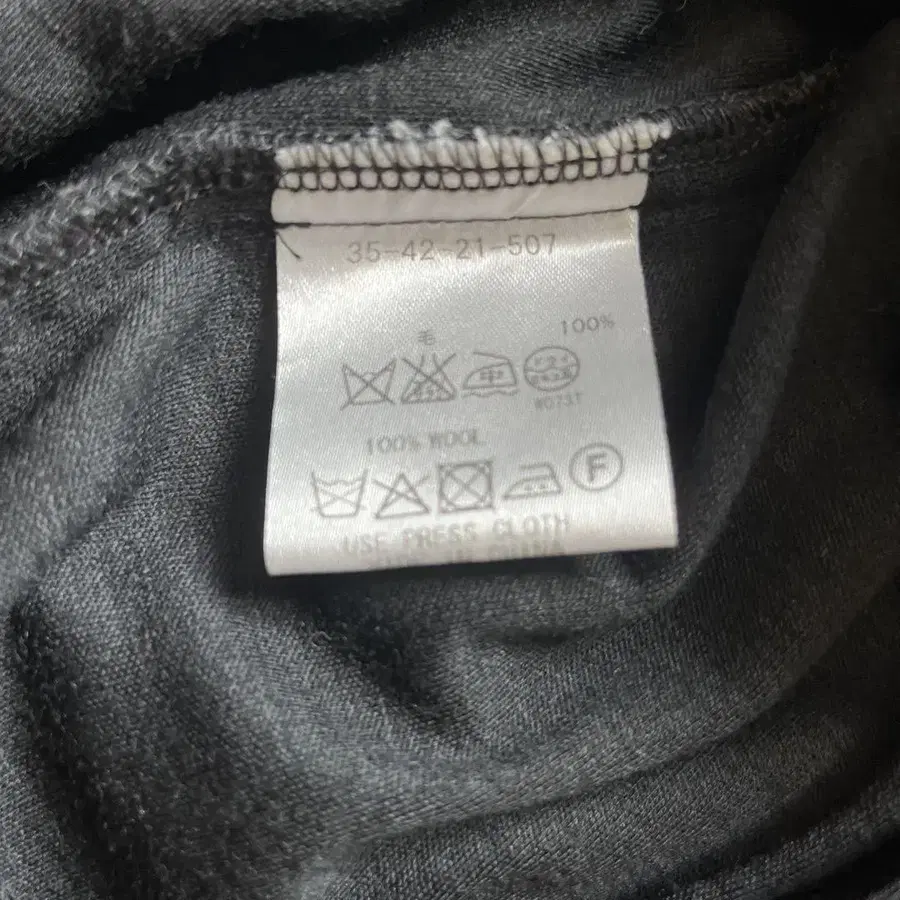 35-42-21-507
毛 100%
中
100% WOOL
F
USE PRESS CLOTH